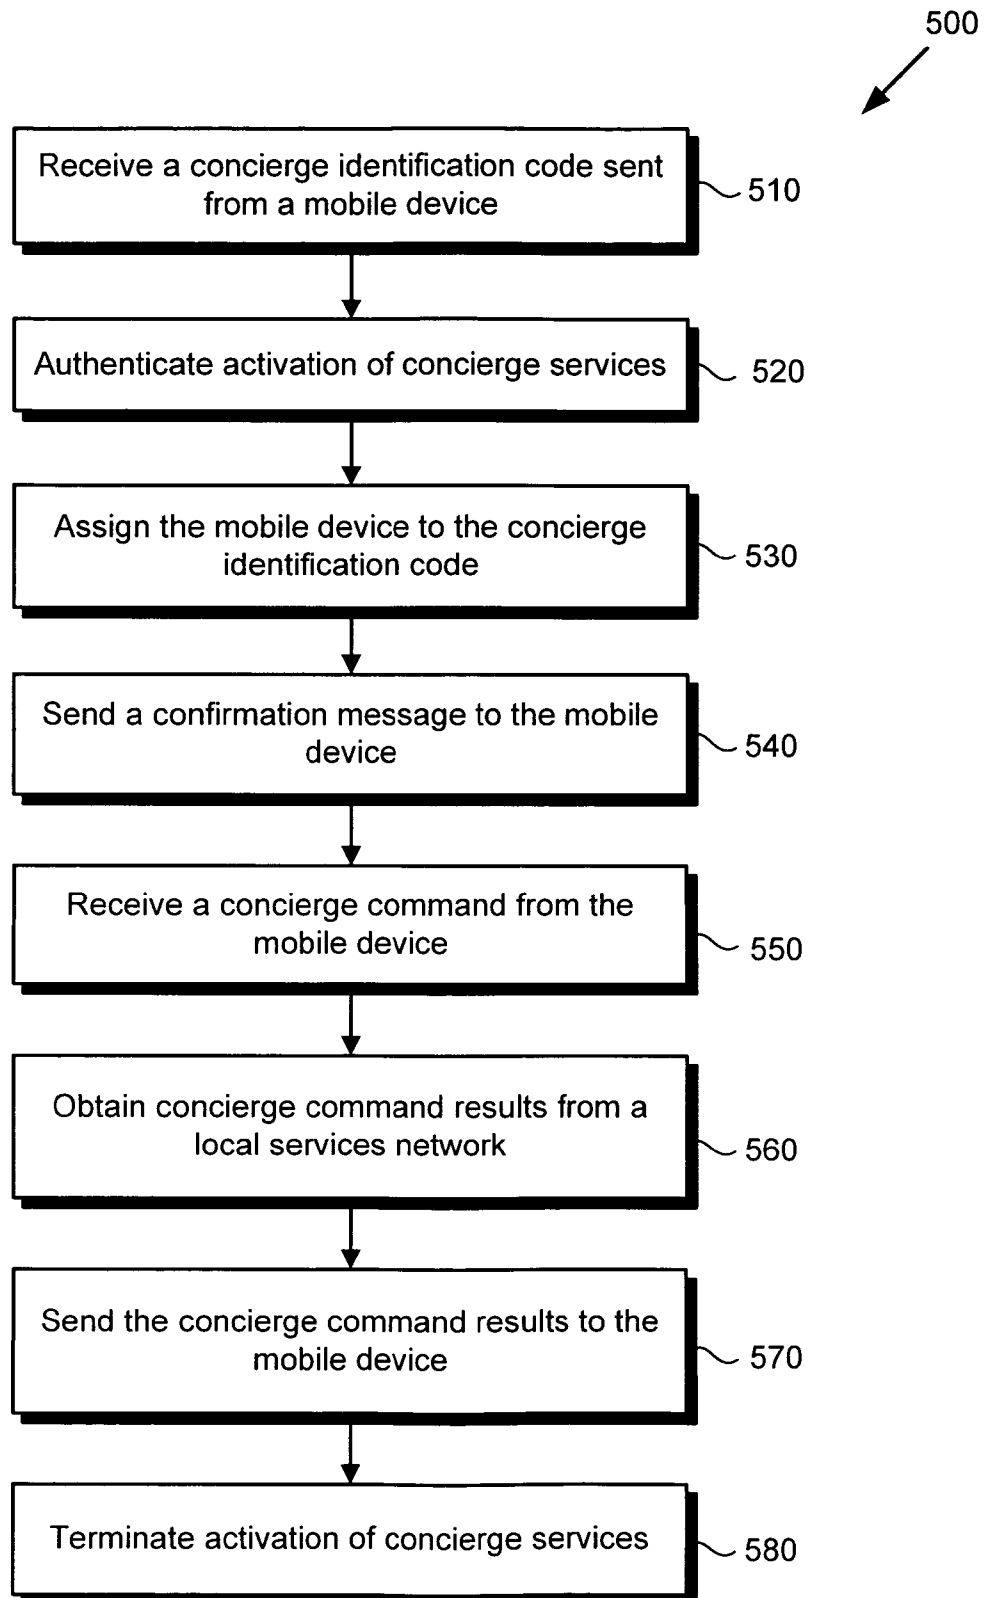 500
Receive a concierge identification code sent
from a mobile device
510
Authenticate activation of concierge services
520
Assign the mobile device to the concierge
identification code
530
Send a confirmation message to the mobile
device
540
Receive a concierge command from the
mobile device
550
Obtain concierge command results from a
local services network
560
Send the concierge command results to the
mobile device
570
Terminate activation of concierge services
580